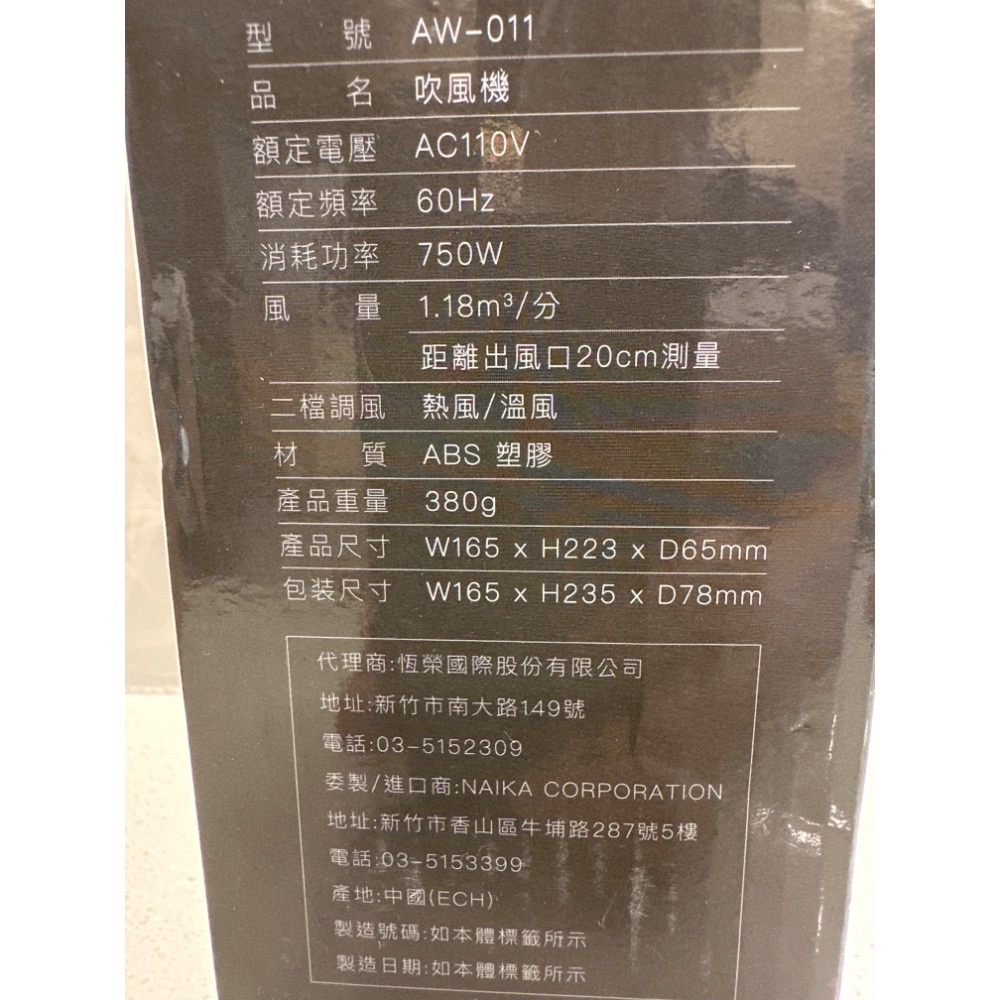 型號 AW-011
品名 吹風機
額定電壓 AC110V
額定頻率 60Hz
消耗功率 750W
風量 1.18m³/分
距離出風口20cm測量
二檔調風 熱風/溫風
材質 ABS 塑膠
產品重量 380g
產品尺寸 W165 x H223 x D65mm
包裝尺寸 W165 x H235 x D78mm
代理商:恆榮國際股份有限公司
地址:新竹市南大路149號
電話:03-5152309
委製/進口商:NAIKA CORPORATION
地址:新竹市香山區牛埔路287號5樓
電話:03-5153399
產地:中國(ECH)
製造號碼:如本體標籤所示
製造日期:如本體標籤所示